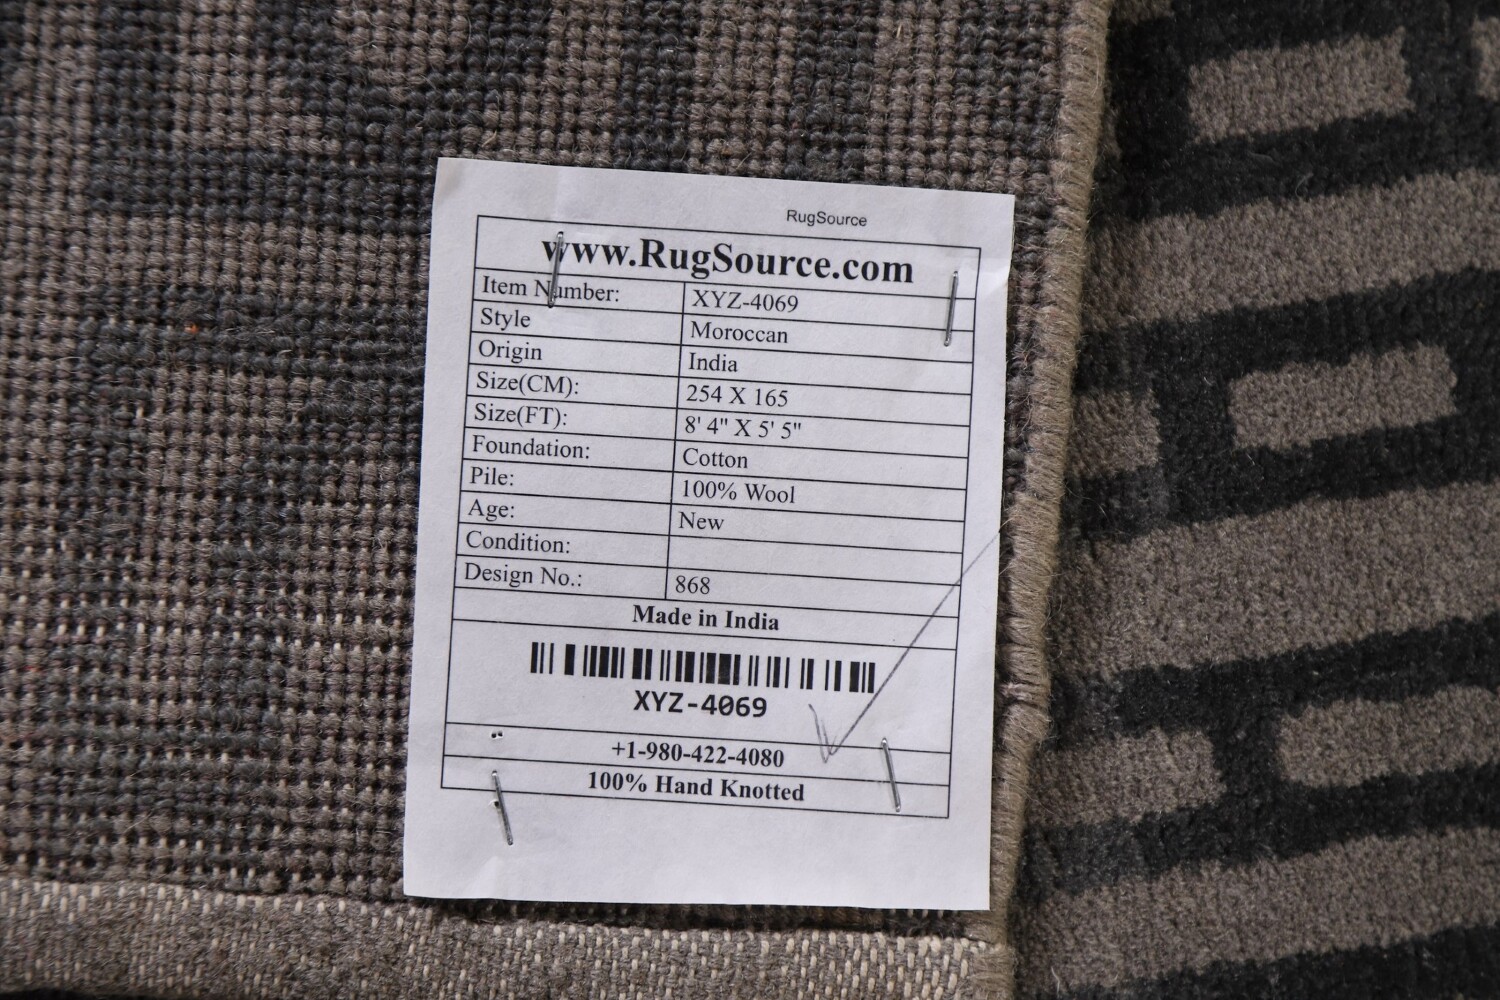 RugSource
www.RugSource.com
Item Number: XYZ-4069
Style Moroccan
Origin India
Size(CM): 254 X 165
Size(FT): 8' 4" X 5' 5"
Foundation: Cotton
Pile: 100% Wool
Age: New
Condition:
Design No.: 868
Made in India
XYZ-4069
+1-980-422-4080
100% Hand Knotted